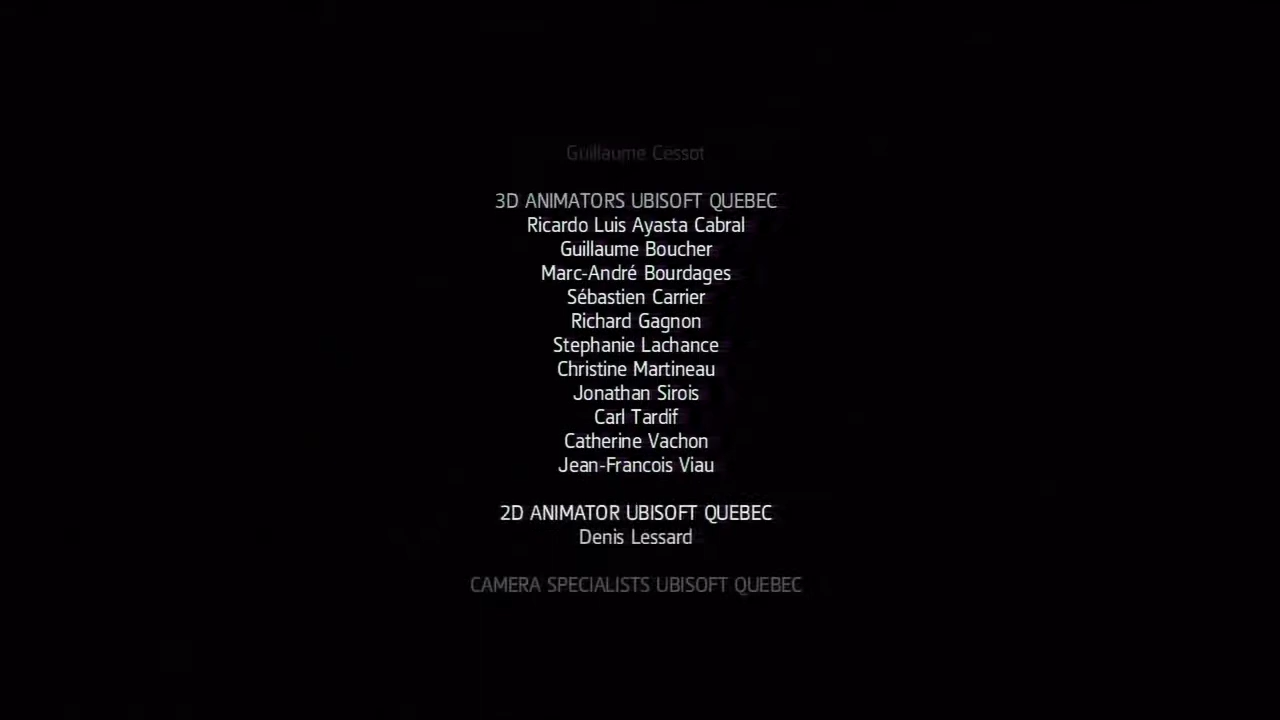 Guillaume Cessot
3D ANIMATORS UBISOFT QUEBEC
Ricardo Luis Ayasta Cabral
Guillaume Boucher
Marc-André Bourdages
Sébastien Carrier
Richard Gagnon
Stephanie Lachance
Christine Martineau
Jonathan Sirois
Carl Tardif
Catherine Vachon
Jean-Francois Viau
2D ANIMATOR UBISOFT QUEBEC
Denis Lessard
CAMERA SPECIALISTS UBISOFT QUEBEC